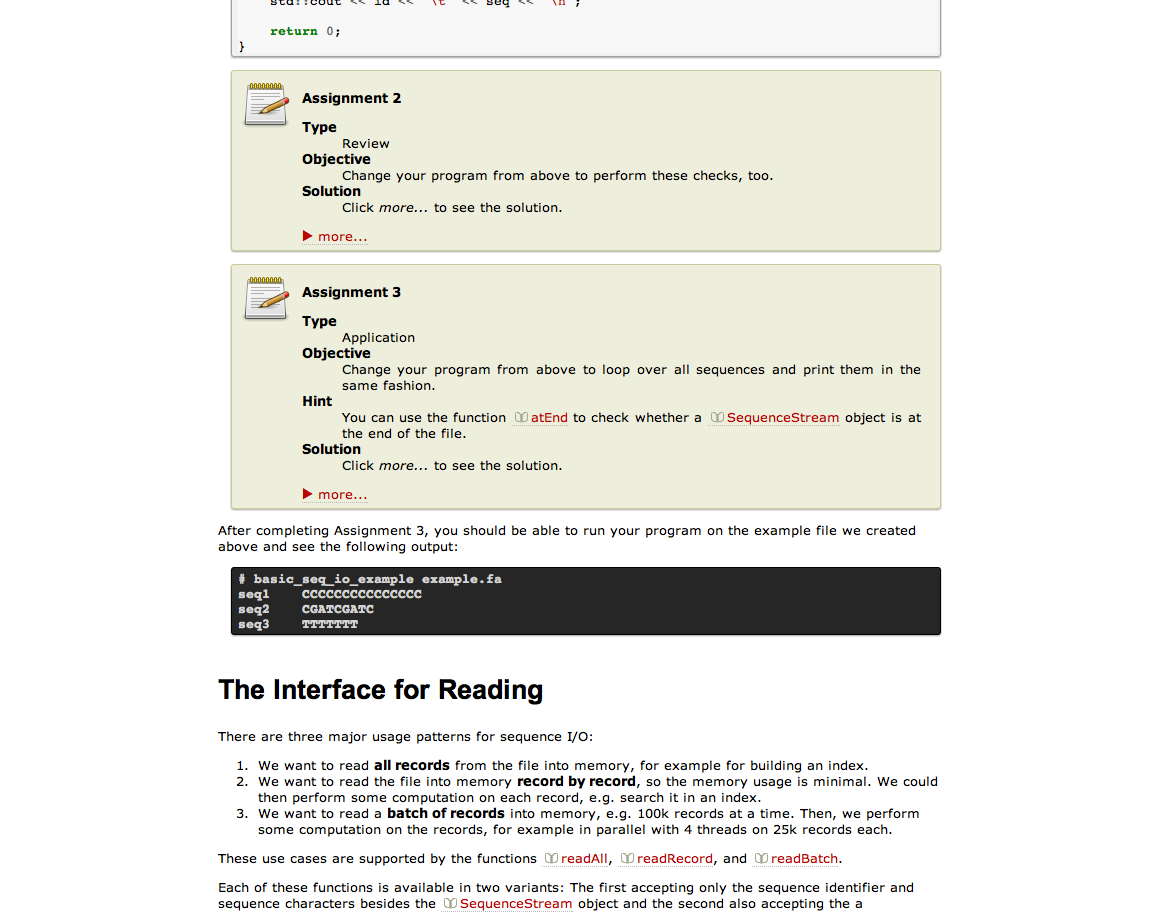 std::cout << id << '\t' << seq << '\n';
return 0;
}
Assignment 2
Type
Review
Objective
Change your program from above to perform these checks, too.
Solution
Click more... to see the solution.
▶ more...
Assignment 3
Type
Application
Objective
Change your program from above to loop over all sequences and print them in the
same fashion.
Hint
You can use the function atEnd to check whether a SequenceStream object is at
the end of the file.
Solution
Click more... to see the solution.
▶ more...
After completing Assignment 3, you should be able to run your program on the example file we created
above and see the following output:
# basic_seq_io_example example.fa
seq1    CCCCCCCCCCCCCCC
seq2    CGATCGATC
seq3    TTTTTTT
The Interface for Reading
There are three major usage patterns for sequence I/O:
1. We want to read all records from the file into memory, for example for building an index.
2. We want to read the file into memory record by record, so the memory usage is minimal. We could
then perform some computation on each record, e.g. search it in an index.
3. We want to read a batch of records into memory, e.g. 100k records at a time. Then, we perform
some computation on the records, for example in parallel with 4 threads on 25k records each.
These use cases are supported by the functions readAll, readRecord, and readBatch.
Each of these functions is available in two variants: The first accepting only the sequence identifier and
sequence characters besides the SequenceStream object and the second also accepting the a